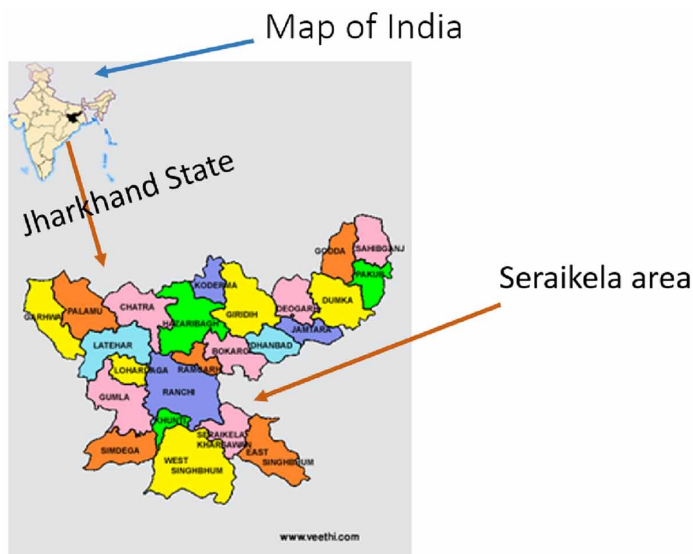 Map of India
Jharkhand State
Seraikela area
GODDA
SAHIBGANJ
PAKUR
KODERMA
GARHWA
PALAMU
CHATRA
HAZARIBAGH
GIRIDIH
DEOGARH
DUMKA
JAMTARA
LATEHAR
BOKARO
DHANBAD
LOHARDAGA
RAMGARH
GUMLA
RANCHI
KHUNTI
SERAIKELA
KHARSAWAN
SIMDEGA
WEST
SINGHBHUM
EAST
SINGHBHUM
www.veethi.com